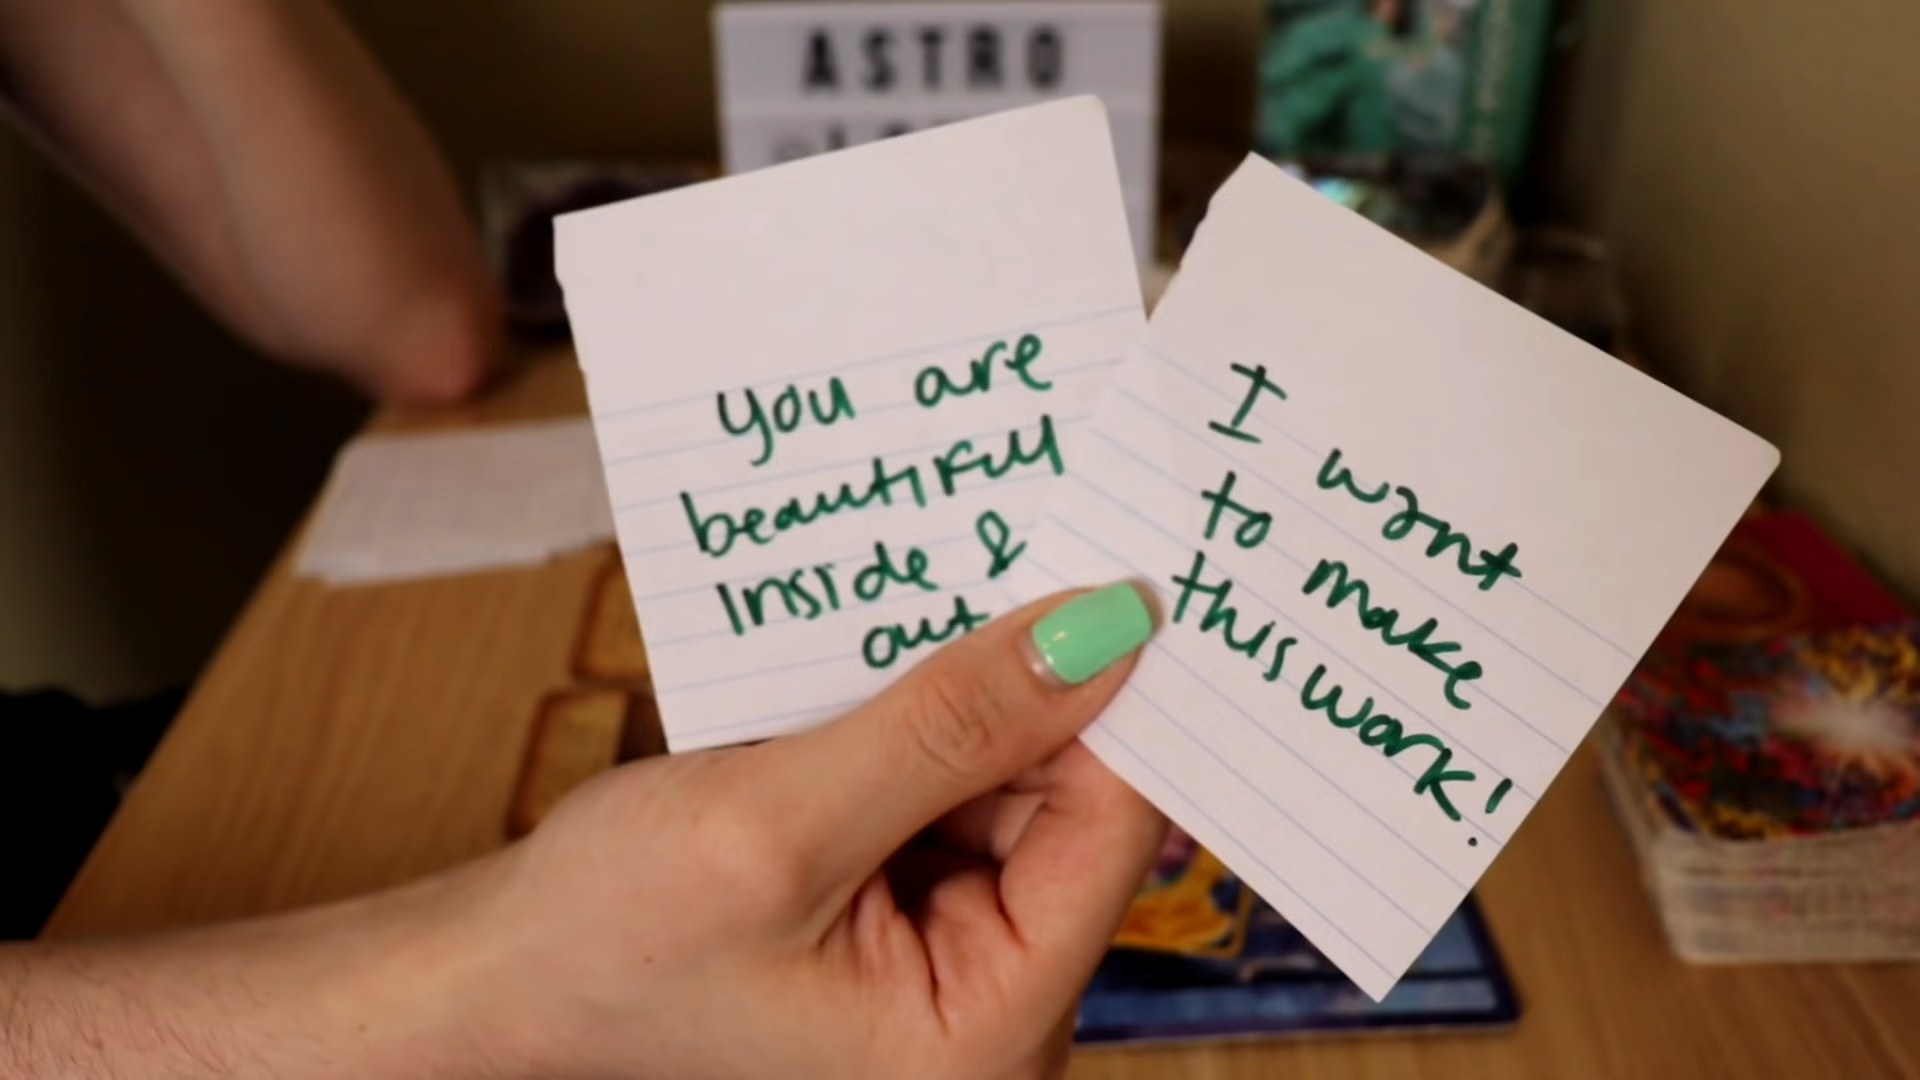 ASTRO
You are
beautiful
inside &
out
I want
to make
this work!